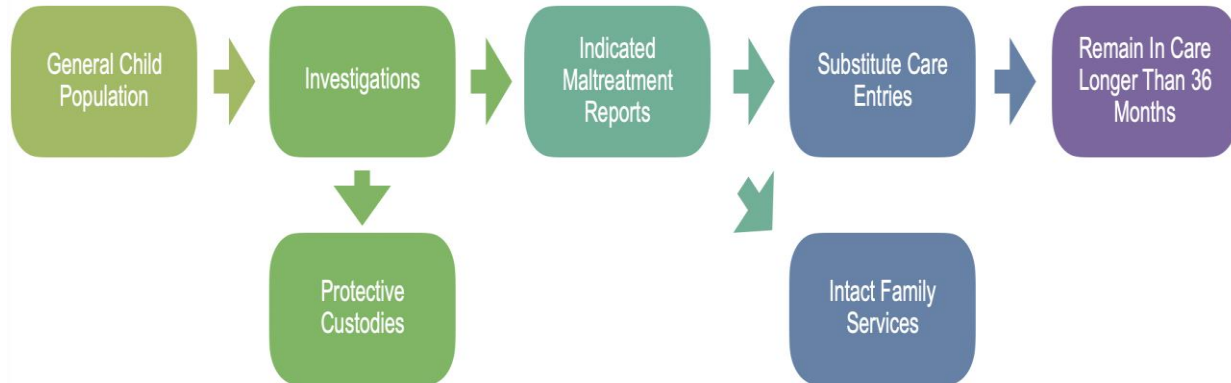 General Child
Population
Investigations
Indicated
Maltreatment
Reports
Substitute Care
Entries
Remain In Care
Longer Than 36
Months
Protective
Custodies
Intact Family
Services